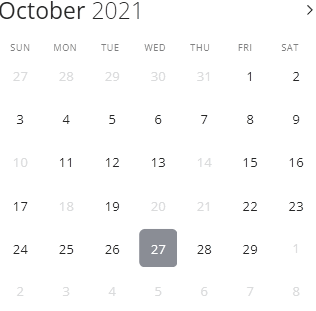 October 2021
SUN MON TUE WED THU FRI SAT
27 28 29 30 31 1 2
3 4 5 6 7 8 9
10 11 12 13 14 15 16
17 18 19 20 21 22 23
24 25 26 27 28 29 1
2 3 4 5 6 7 8